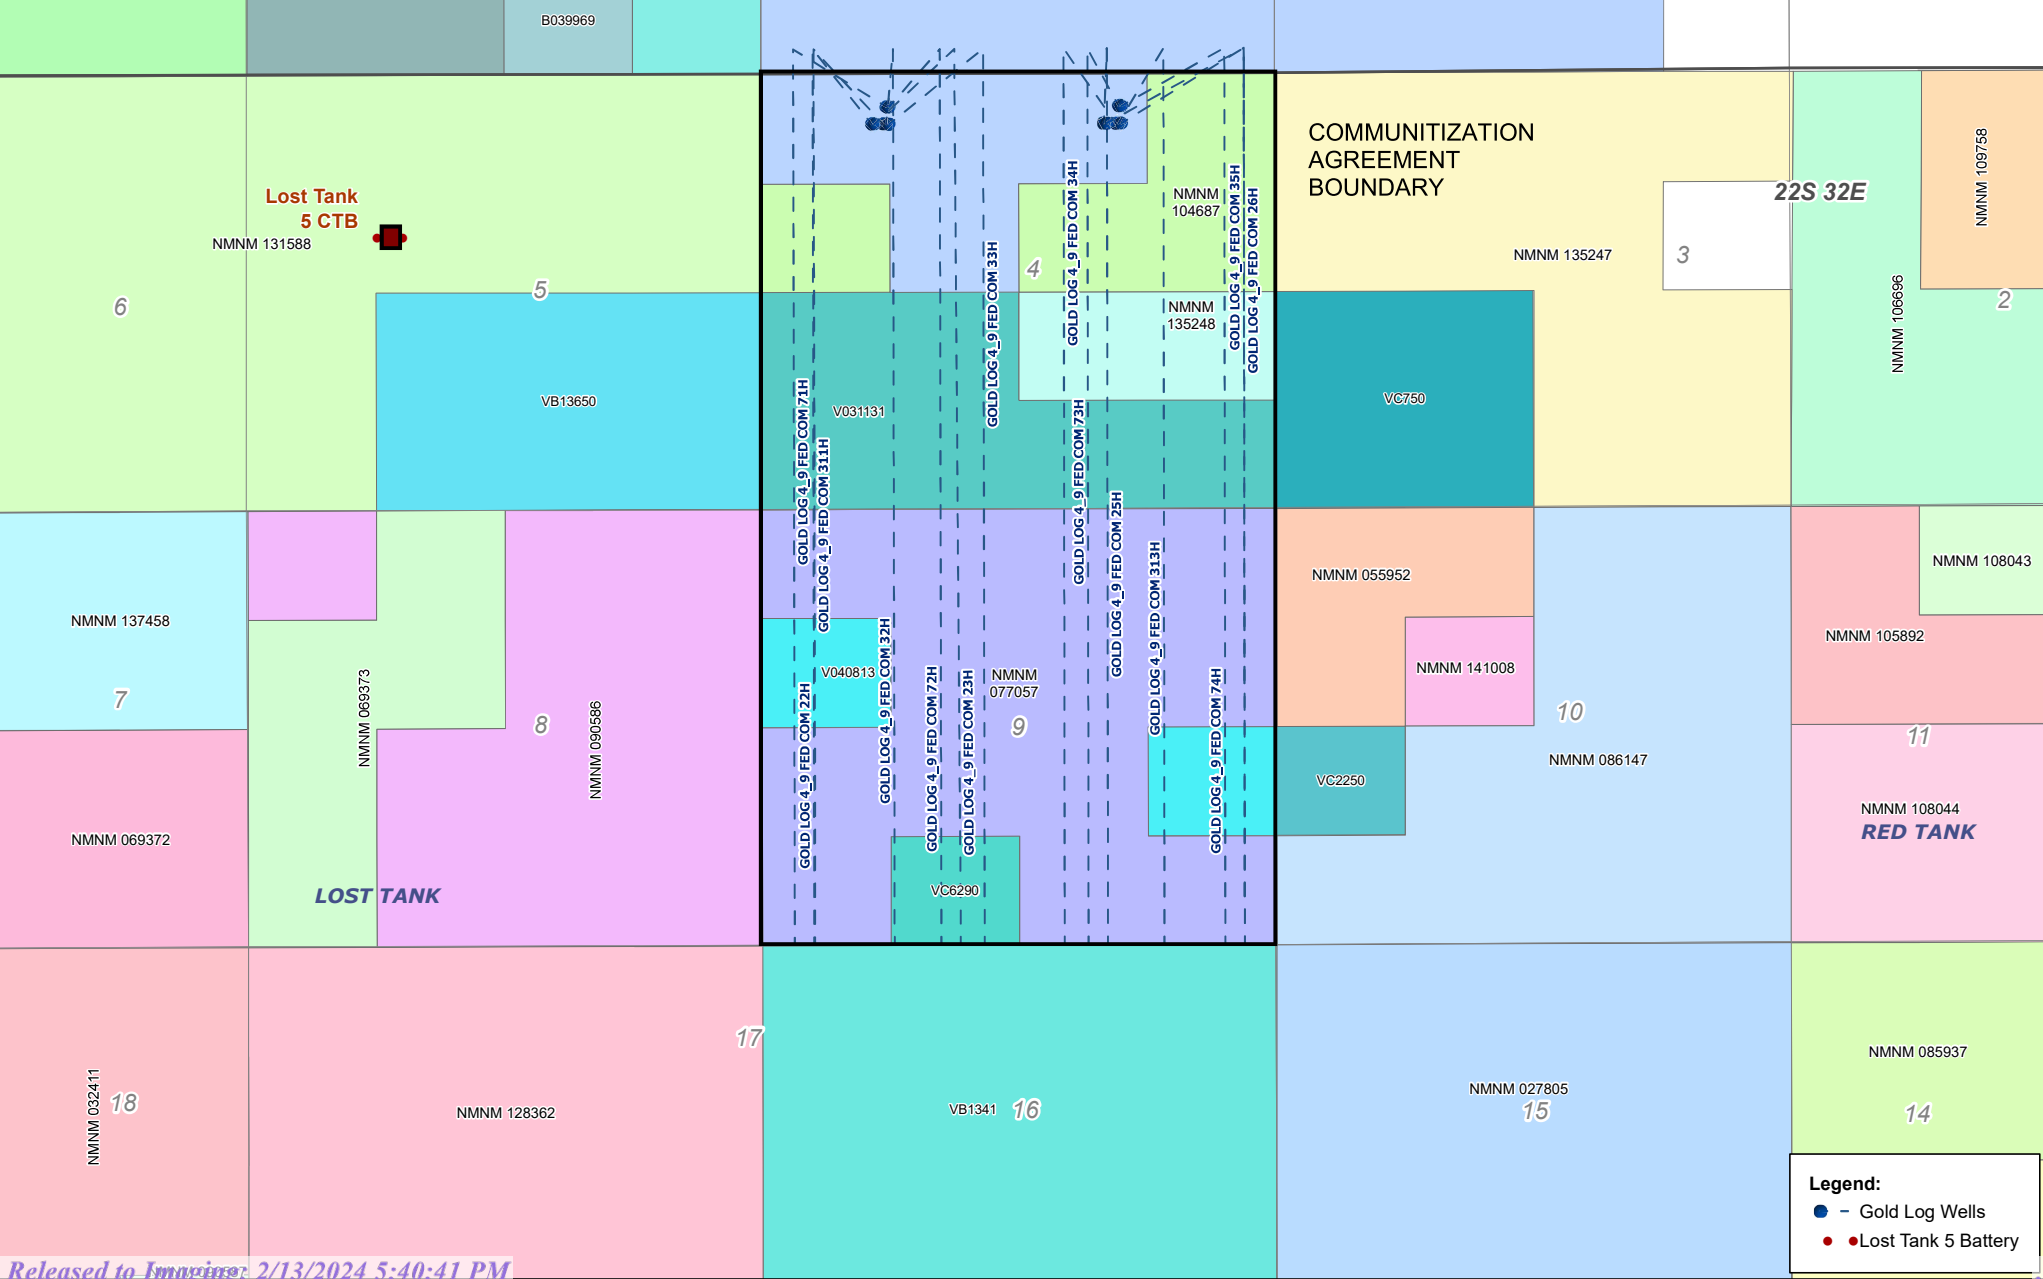 B039969
COMMUNITIZATION
AGREEMENT
BOUNDARY
22S 32E
NMNM 109758
Lost Tank
5 CTB
NMNM 131588
NMNM
104687
NMNM 135247
3
4
5
6
2
NMNM 106696
NMNM
135248
VB13650
V031131
VC750
GOLD LOG 4_9 FED COM 71H
GOLD LOG 4_9 FED COM 311H
GOLD LOG 4_9 FED COM 33H
GOLD LOG 4_9 FED COM 34H
GOLD LOG 4_9 FED COM 35H
GOLD LOG 4_9 FED COM 26H
GOLD LOG 4_9 FED COM 73H
GOLD LOG 4_9 FED COM 25H
GOLD LOG 4_9 FED COM 313H
GOLD LOG 4_9 FED COM 22H
GOLD LOG 4_9 FED COM 32H
GOLD LOG 4_9 FED COM 72H
GOLD LOG 4_9 FED COM 23H
GOLD LOG 4_9 FED COM 74H
NMNM 137458
7
NMNM 069373
8
NMNM 090586
V040813
NMNM
077057
9
NMNM 055952
NMNM 141008
10
NMNM 086147
NMNM 108043
NMNM 105892
11
VC2250
NMNM 108044
RED TANK
NMNM 069372
LOST TANK
VC6290
17
NMNM 032411
18
NMNM 128362
VB1341
16
NMNM 027805
15
NMNM 085937
14
Legend:
Gold Log Wells
Lost Tank 5 Battery
Released to Imaging: 2/13/2024 5:40:41 PM